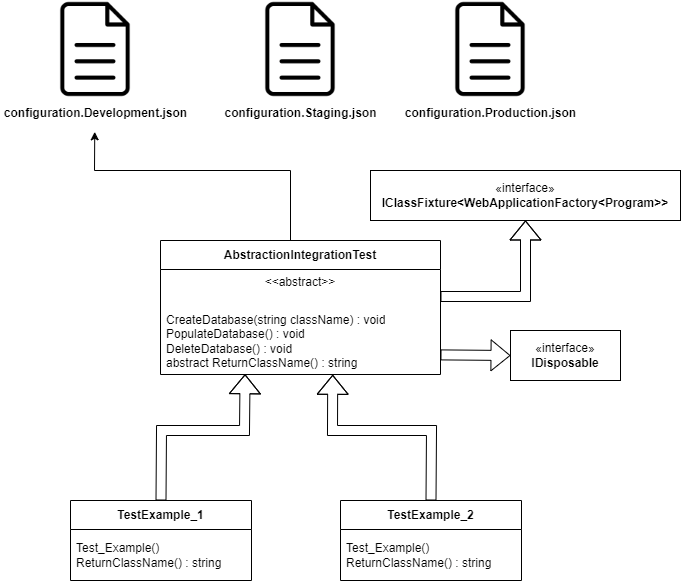 configuration.Development.json
configuration.Staging.json
configuration.Production.json
«interface»
IClassFixture<WebApplicationFactory<Program>>
AbstractionIntegrationTest
<<abstract>>
CreateDatabase(string className) : void
PopulateDatabase() : void
DeleteDatabase() : void
abstract ReturnClassName() : string
«interface»
IDisposable
TestExample_1
Test_Example()
ReturnClassName() : string
TestExample_2
Test_Example()
ReturnClassName() : string